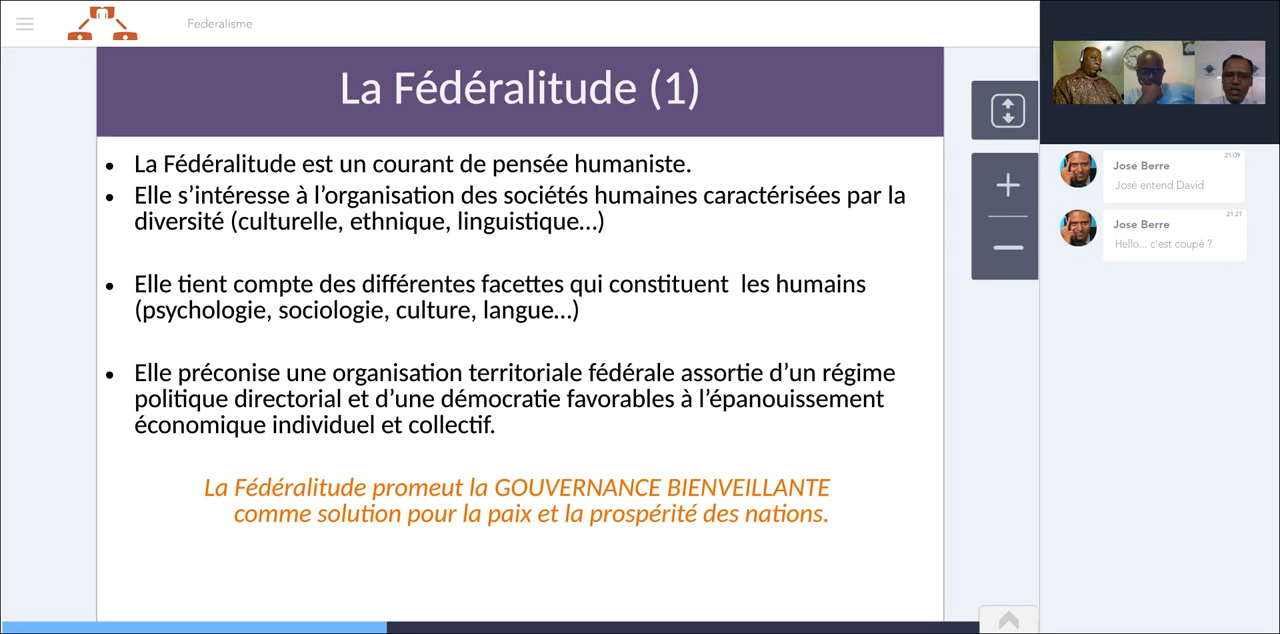 Federalisme
La Fédéralitude (1)
• La Fédéralitude est un courant de pensée humaniste.
• Elle s’intéresse à l’organisation des sociétés humaines caractérisées par la
diversité (culturelle, ethnique, linguistique…)
• Elle tient compte des différentes facettes qui constituent  les humains
(psychologie, sociologie, culture, langue…)
• Elle préconise une organisation territoriale fédérale assortie d’un régime
politique directorial et d’une démocratie favorables à l’épanouissement
économique individuel et collectif.
La Fédéralitude promeut la GOUVERNANCE BIENVEILLANTE
comme solution pour la paix et la prospérité des nations.
21:09
Jose Berre
José entend David
21:21
Jose Berre
Hello... c'est coupé ?